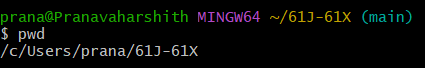 prana@Pranavaharshith MINGW64 ~/61J-61X (main)
$ pwd
/c/Users/prana/61J-61X